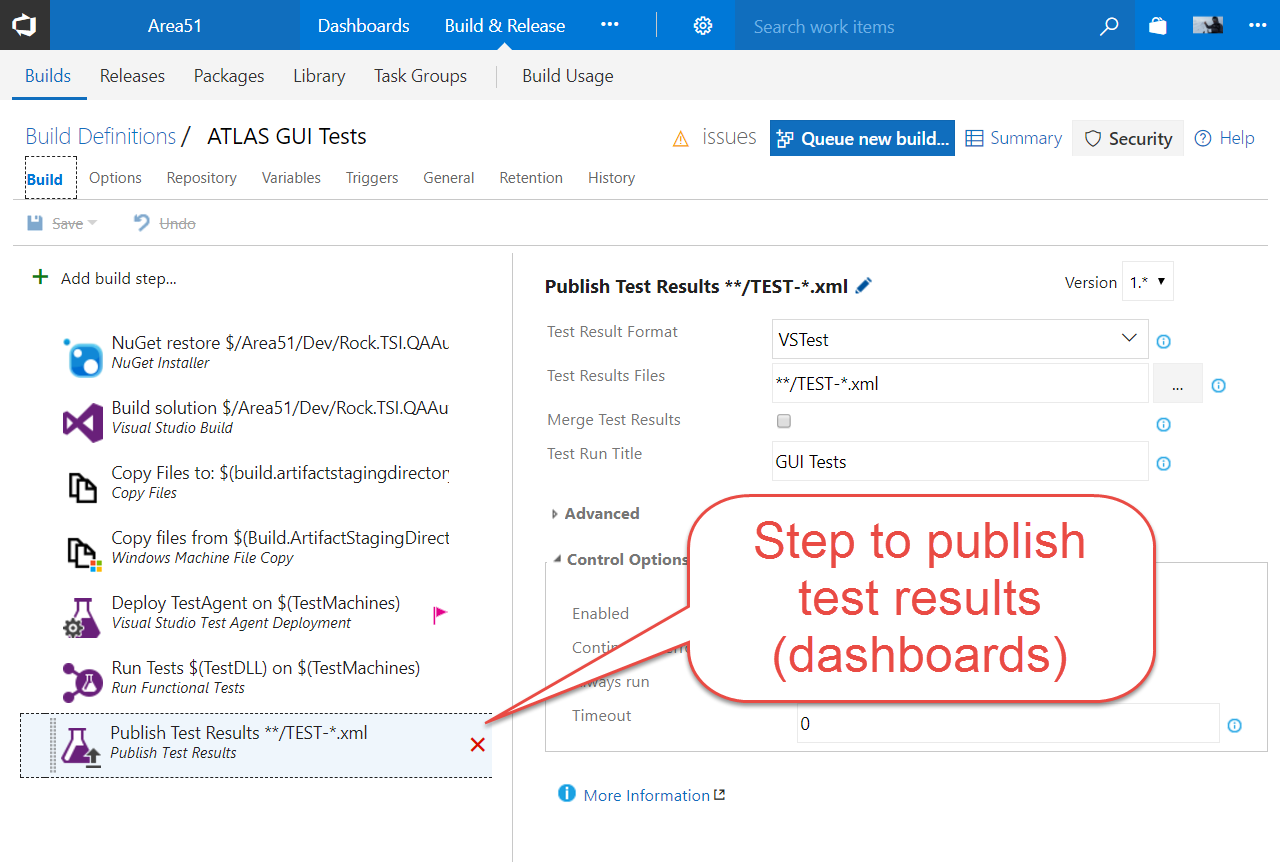 Area51 Dashboards Build & Release ••• Search work items •••
Builds Releases Packages Library Task Groups Build Usage
Build Definitions / ATLAS GUI Tests issues Queue new build... Summary Security Help
Build Options Repository Variables Triggers General Retention History
Save Undo
Add build step...
NuGet restore $/Area51/Dev/Rock.TSI.QAAu
NuGet Installer
Build solution $/Area51/Dev/Rock.TSI.QAAu
Visual Studio Build
Copy Files to: $(build.artifactstagingdirectory
Copy Files
Copy files from $(Build.ArtifactStagingDirect
Windows Machine File Copy
Deploy TestAgent on $(TestMachines)
Visual Studio Test Agent Deployment
Run Tests $(TestDLL) on $(TestMachines)
Run Functional Tests
Publish Test Results **/TEST-*.xml
Publish Test Results
Publish Test Results **/TEST-*.xml
Version 1.*
Test Result Format VSTest
Test Results Files **/TEST-*.xml ...
Merge Test Results
Test Run Title GUI Tests
Advanced
Control Options
Enabled
run
Timeout 0
More Information
Step to publish
test results
(dashboards)